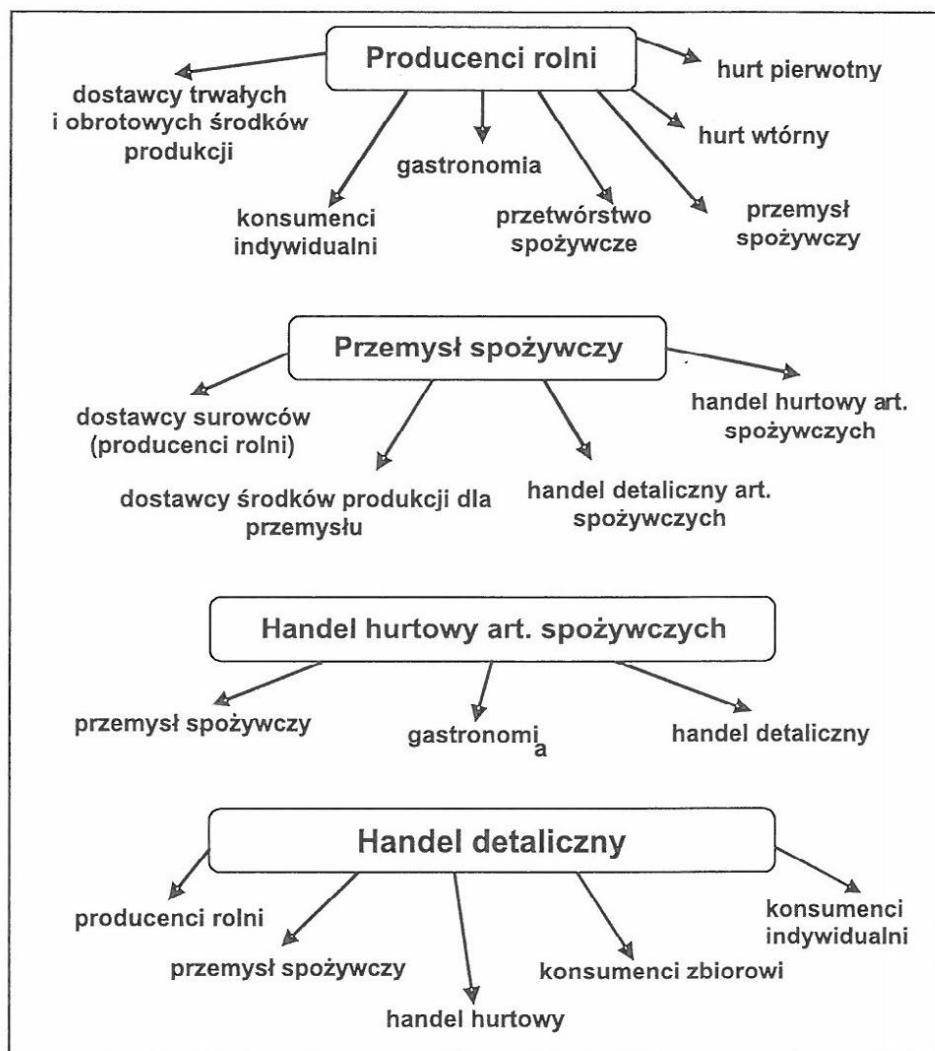 Producenci rolni
hurt pierwotny
dostawcy trwałych
i obrotowych środków
produkcji
hurt wtórny
gastronomia
konsumenci
indywidualni
przetwórstwo
spożywcze
przemysł
spożywczy
Przemysł spożywczy
dostawcy surowców
(producenci rolni)
handel hurtowy art.
spożywczych
dostawcy środków produkcji dla
przemysłu
handel detaliczny art.
spożywczych
Handel hurtowy art. spożywczych
przemysł spożywczy
gastronomia
handel detaliczny
Handel detaliczny
producenci rolni
konsumenci
indywidualni
przemysł spożywczy
konsumenci zbiorowi
handel hurtowy